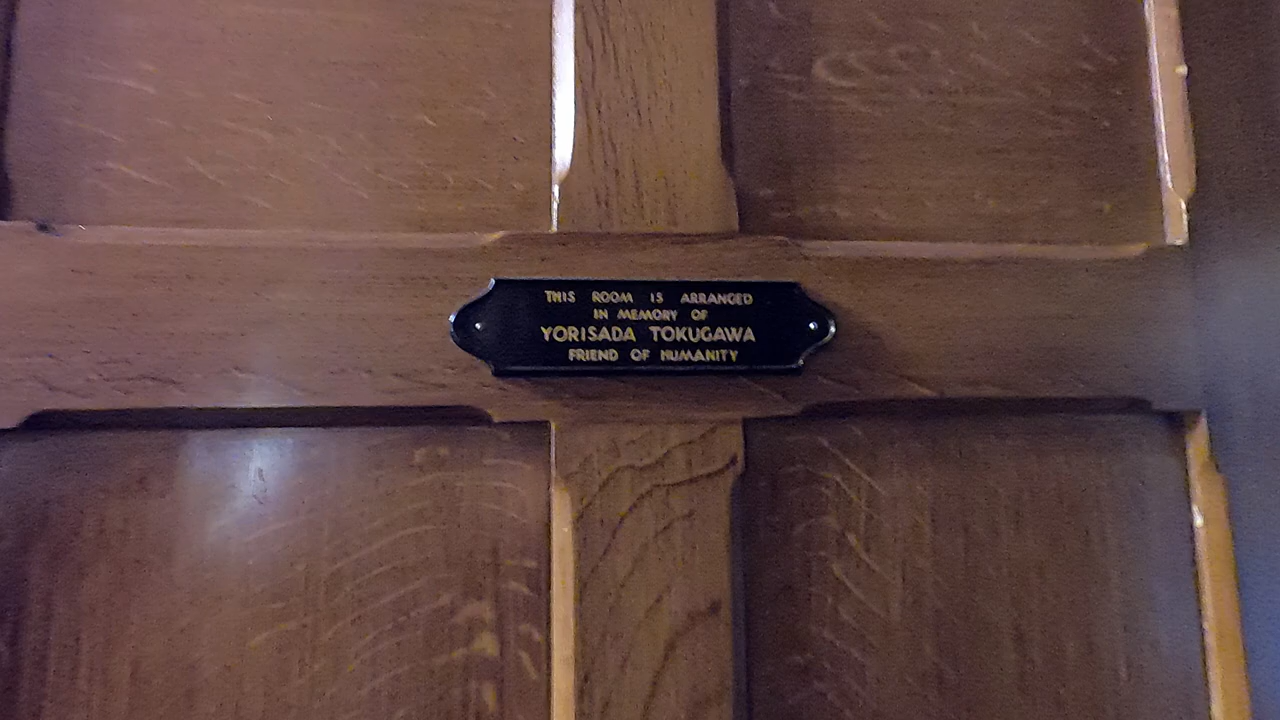 THIS ROOM IS ARRANGED
IN MEMORY OF
YORISADA TOKUGAWA
FRIEND OF HUMANITY